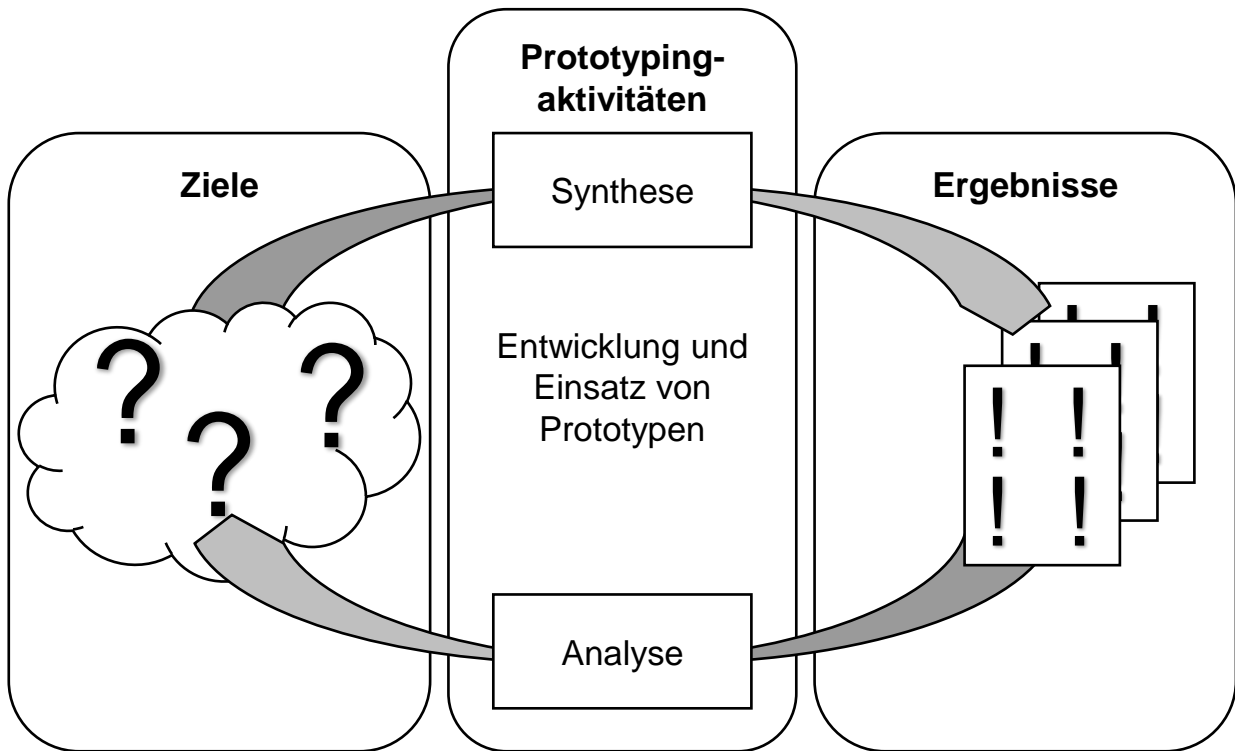 Prototyping-
aktivitäten
Ziele
Synthese
Ergebnisse
? ? ?
Entwicklung und
Einsatz von
Prototypen
! !
! !
Analyse